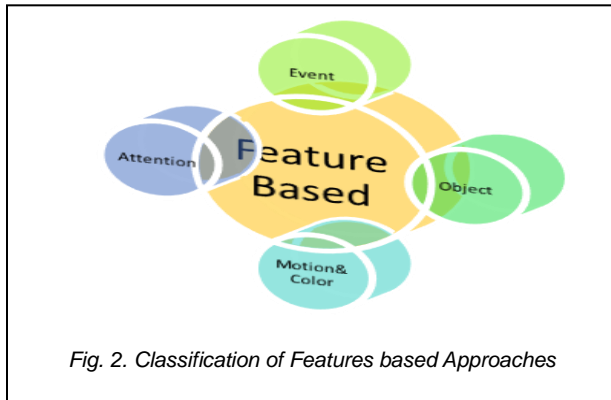 Event
Attention
Feature
Based
Object
Motion&
Color
Fig. 2. Classification of Features based Approaches